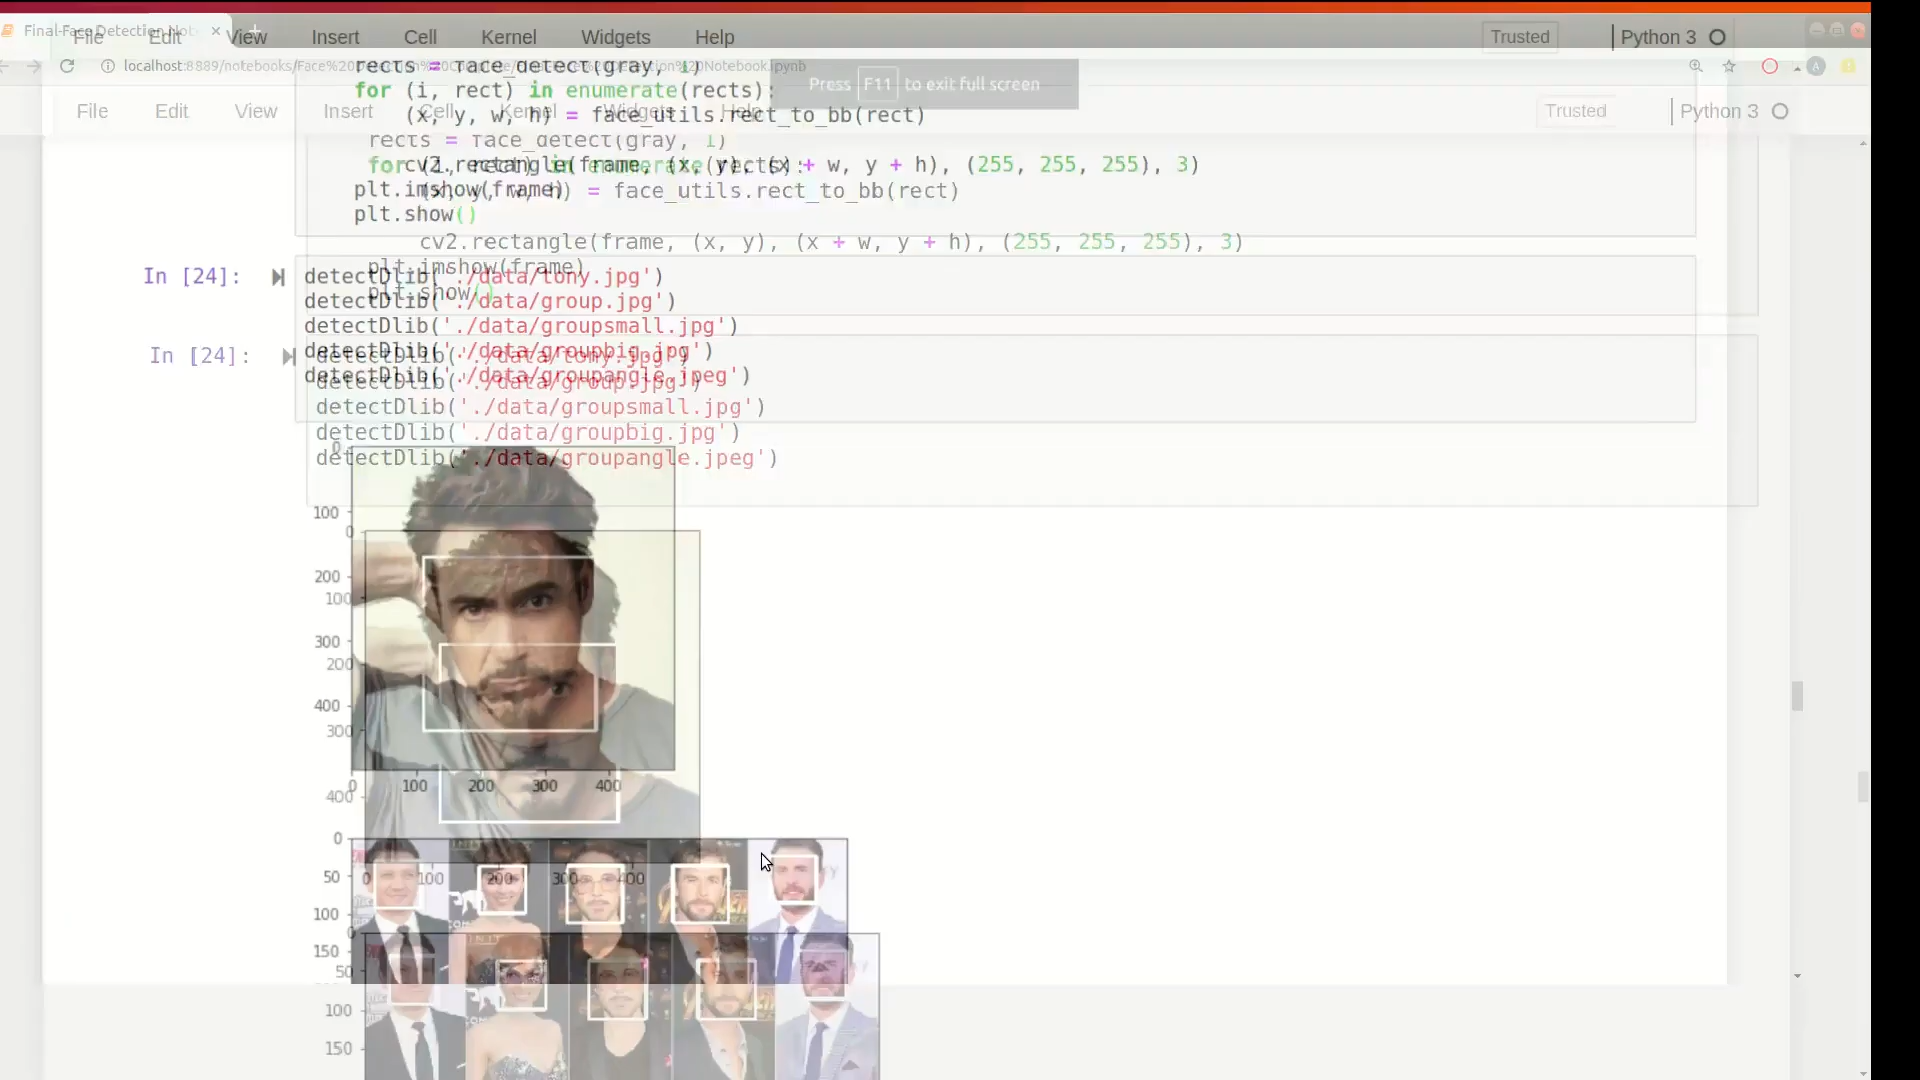 Final-Face Detection Not
localhost:8889/notebooks/Face%20Detection%20Complete/Final-Face%20Detection%20Notebook.ipynb
File Edit View Insert Cell Kernel Widgets Help Trusted Python 3
Press F11 to exit full screen
rects = face_detect(gray, 1)
for (i, rect) in enumerate(rects):
(x, y, w, h) = face_utils.rect_to_bb(rect)
cv2.rectangle(frame, (x, y), (x + w, y + h), (255, 255, 255), 3)
plt.imshow(frame)
plt.show()
In [24]:
detectDlib('./data/tony.jpg')
detectDlib('./data/group.jpg')
detectDlib('./data/groupsmall.jpg')
detectDlib('./data/groupbig.jpg')
detectDlib('./data/groupangle.jpeg')
0
100
200
300
400
0 100 200 300 400
0
50
100
150
File Edit View Insert Cell Kernel Widgets Help Trusted Python 3
rects = face_detect(gray, 1)
for (i, rect) in enumerate(rects):
(x, y, w, h) = face_utils.rect_to_bb(rect)
cv2.rectangle(frame, (x, y), (x + w, y + h), (255, 255, 255), 3)
plt.imshow(frame)
plt.show()
In [24]:
detectDlib('./data/tony.jpg')
detectDlib('./data/group.jpg')
detectDlib('./data/groupsmall.jpg')
detectDlib('./data/groupbig.jpg')
detectDlib('./data/groupangle.jpeg')
0
100
200
300
400
0 100 200 300 400
0
50
100
150